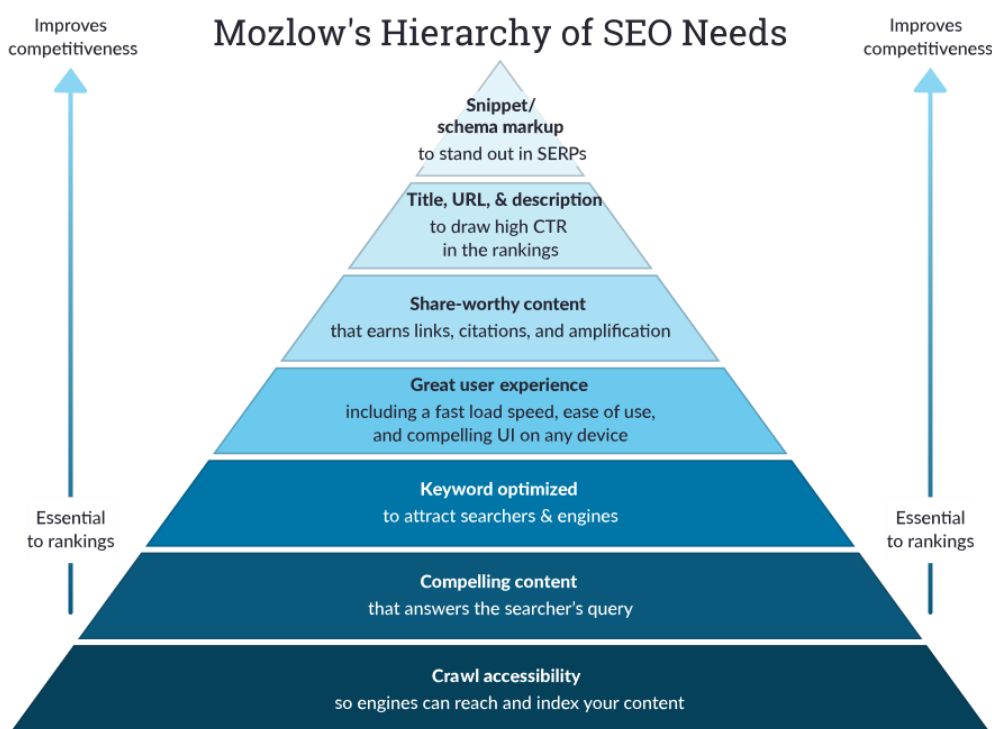 Mozlow's Hierarchy of SEO Needs
Improves
competitiveness
Improves
competitiveness
Snippet/
schema markup
to stand out in SERPs
Title, URL, & description
to draw high CTR
in the rankings
Share-worthy content
that earns links, citations, and amplification
Great user experience
including a fast load speed, ease of use,
and compelling UI on any device
Keyword optimized
to attract searchers & engines
Essential
to rankings
Essential
to rankings
Compelling content
that answers the searcher's query
Crawl accessibility
so engines can reach and index your content